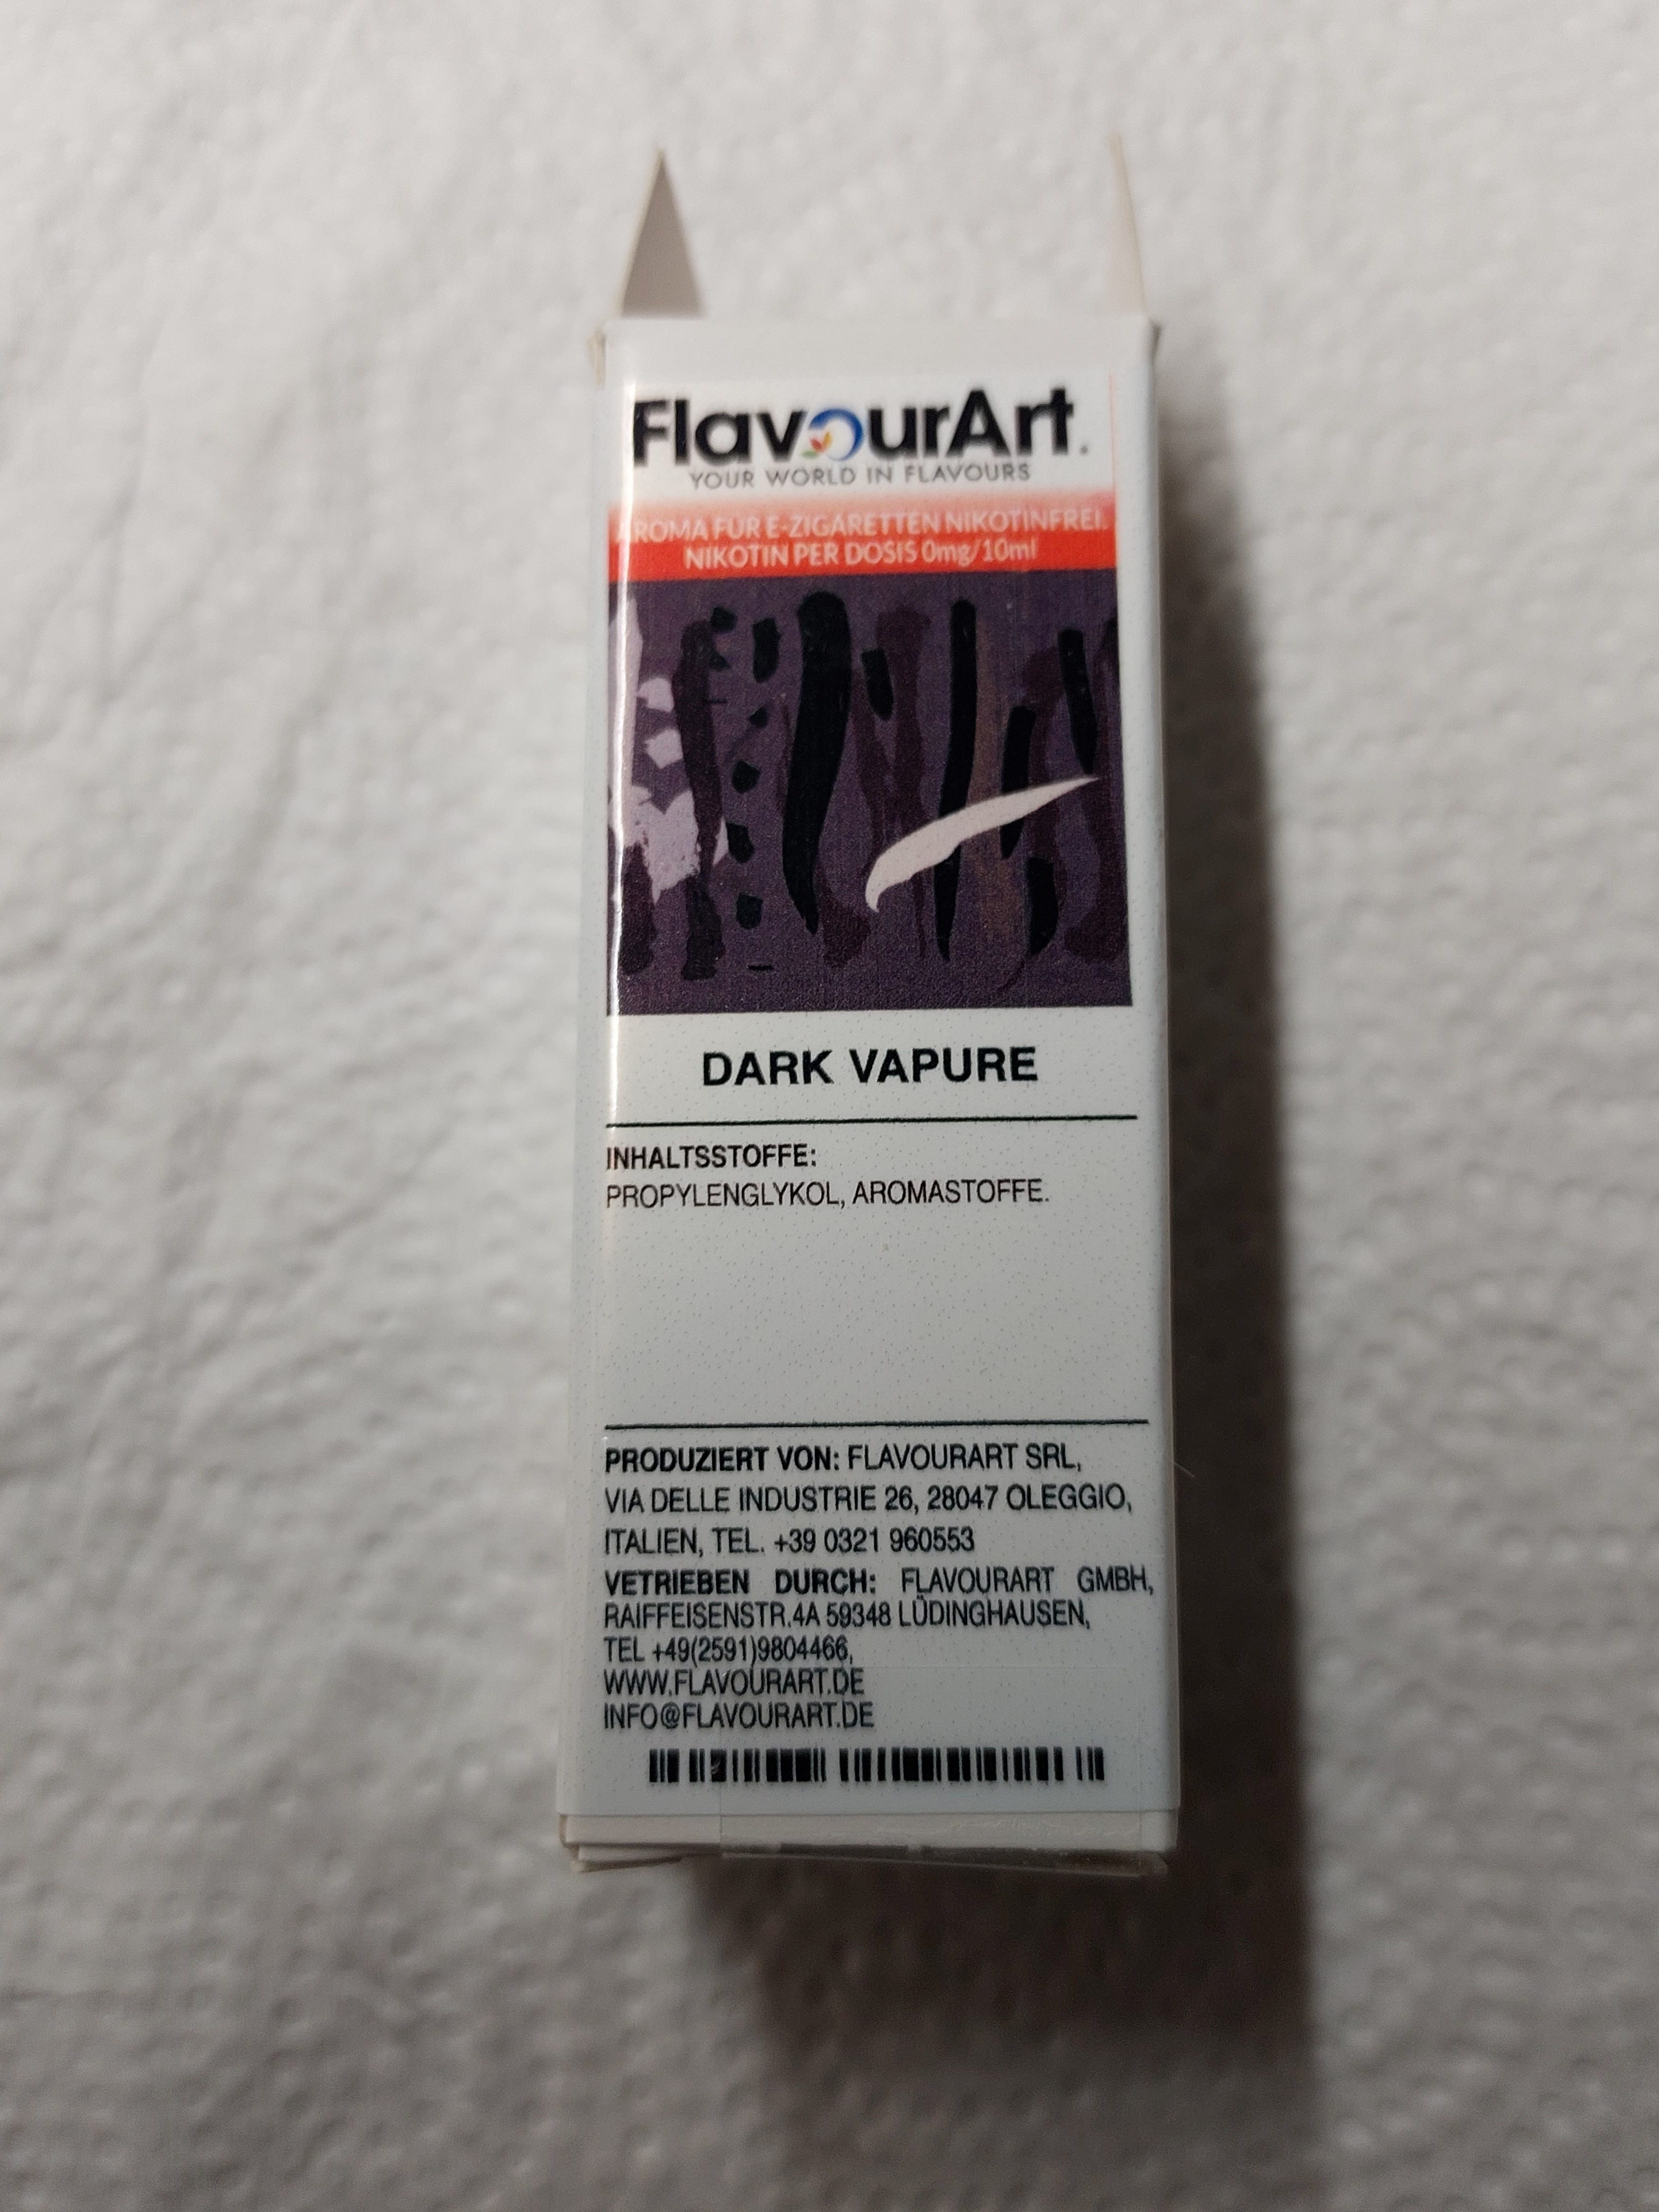 FlavourArt.
YOUR WORLD IN FLAVOURS
AROMA FÜR E-ZIGARETTEN NIKOTINFREI.
NIKOTIN PER DOSIS 0mg/10ml
DARK VAPURE
INHALTSSTOFFE:
PROPYLENGLYKOL, AROMASTOFFE.
PRODUZIERT VON: FLAVOURART SRL,
VIA DELLE INDUSTRIE 26, 28047 OLEGGIO,
ITALIEN, TEL. +39 0321 960553
VETRIEBEN DURCH: FLAVOURART GMBH,
RAIFFEISENSTR.4A 59348 LÜDINGHAUSEN,
TEL +49(2591)9804466,
WWW.FLAVOURART.DE
INFO@FLAVOURART.DE